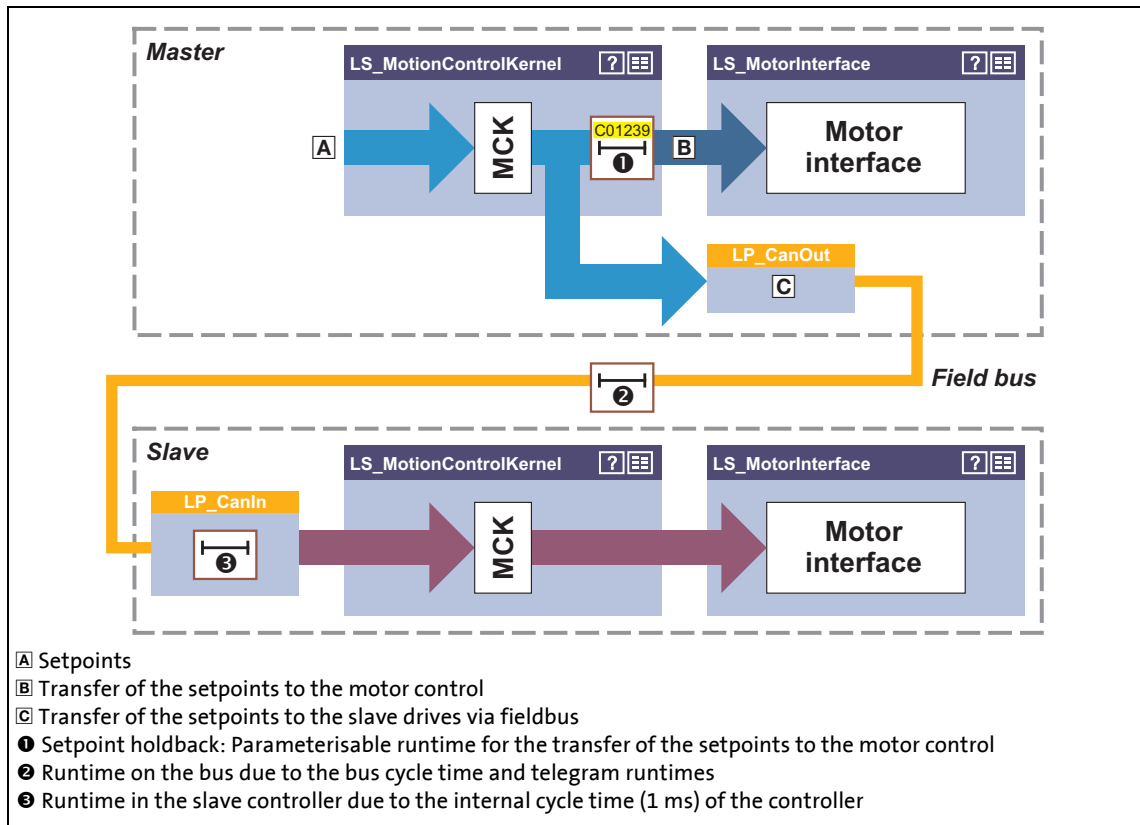 Master
LS_MotionControlKernel ?
LS_MotorInterface ?
A
MCK
C01239
❶
B
Motor
interface
LP_CanOut
C
❷
Field bus
Slave
LS_MotionControlKernel ?
LS_MotorInterface ?
LP_CanIn
❸
MCK
Motor
interface
A Setpoints
B Transfer of the setpoints to the motor control
C Transfer of the setpoints to the slave drives via fieldbus
❶ Setpoint holdback: Parameterisable runtime for the transfer of the setpoints to the motor control
❷ Runtime on the bus due to the bus cycle time and telegram runtimes
❸ Runtime in the slave controller due to the internal cycle time (1 ms) of the controller